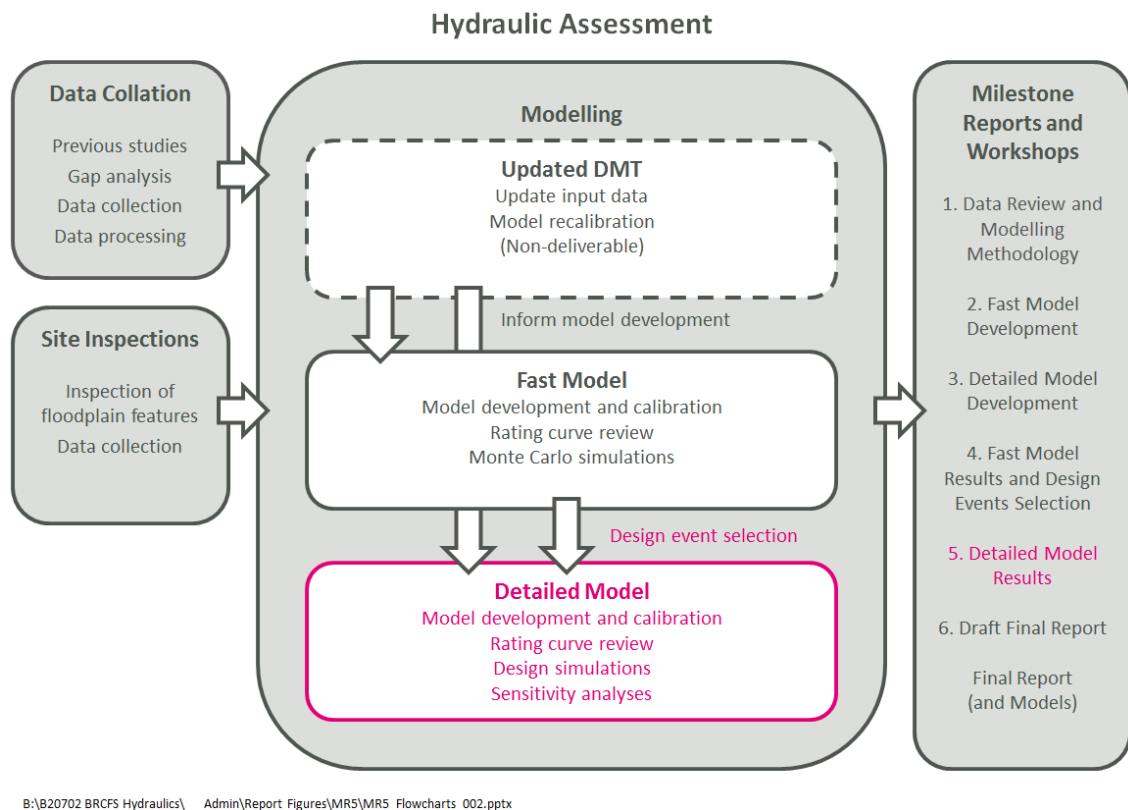 Hydraulic Assessment
Data Collation
Previous studies
Gap analysis
Data collection
Data processing
Site Inspections
Inspection of
floodplain features
Data collection
Modelling
Updated DMT
Update input data
Model recalibration
(Non-deliverable)
Inform model development
Fast Model
Model development and calibration
Rating curve review
Monte Carlo simulations
Design event selection
Detailed Model
Model development and calibration
Rating curve review
Design simulations
Sensitivity analyses
Milestone
Reports and
Workshops
1. Data Review and
Modelling
Methodology
2. Fast Model
Development
3. Detailed Model
Development
4. Fast Model
Results and Design
Events Selection
5. Detailed Model
Results
6. Draft Final Report
Final Report
(and Models)
B:\B20702 BRCFS Hydraulics\_Admin\Report Figures\MR5\MR5_Flowcharts_002.pptx